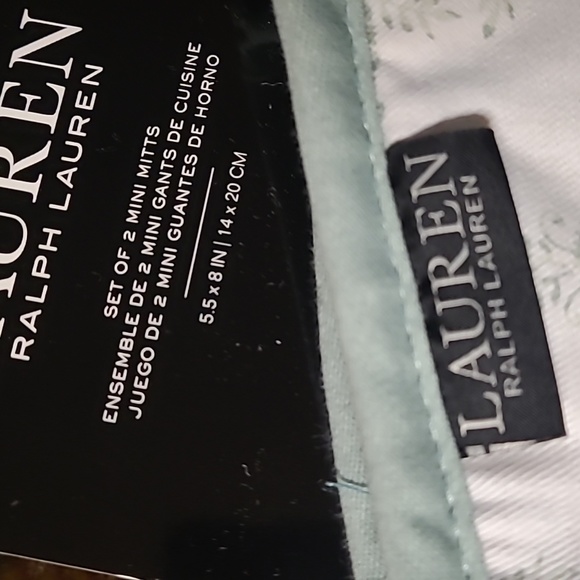 UREN
RALPH LAUREN
SET OF 2 MINI MITTS
ENSEMBLE DE 2 MINI GANTS DE CUISINE
JUEGO DE 2 MINI GUANTES DE HORNO
5.5 x 8 IN | 14 x 20 CM
LAUREN
RALPH LAUREN